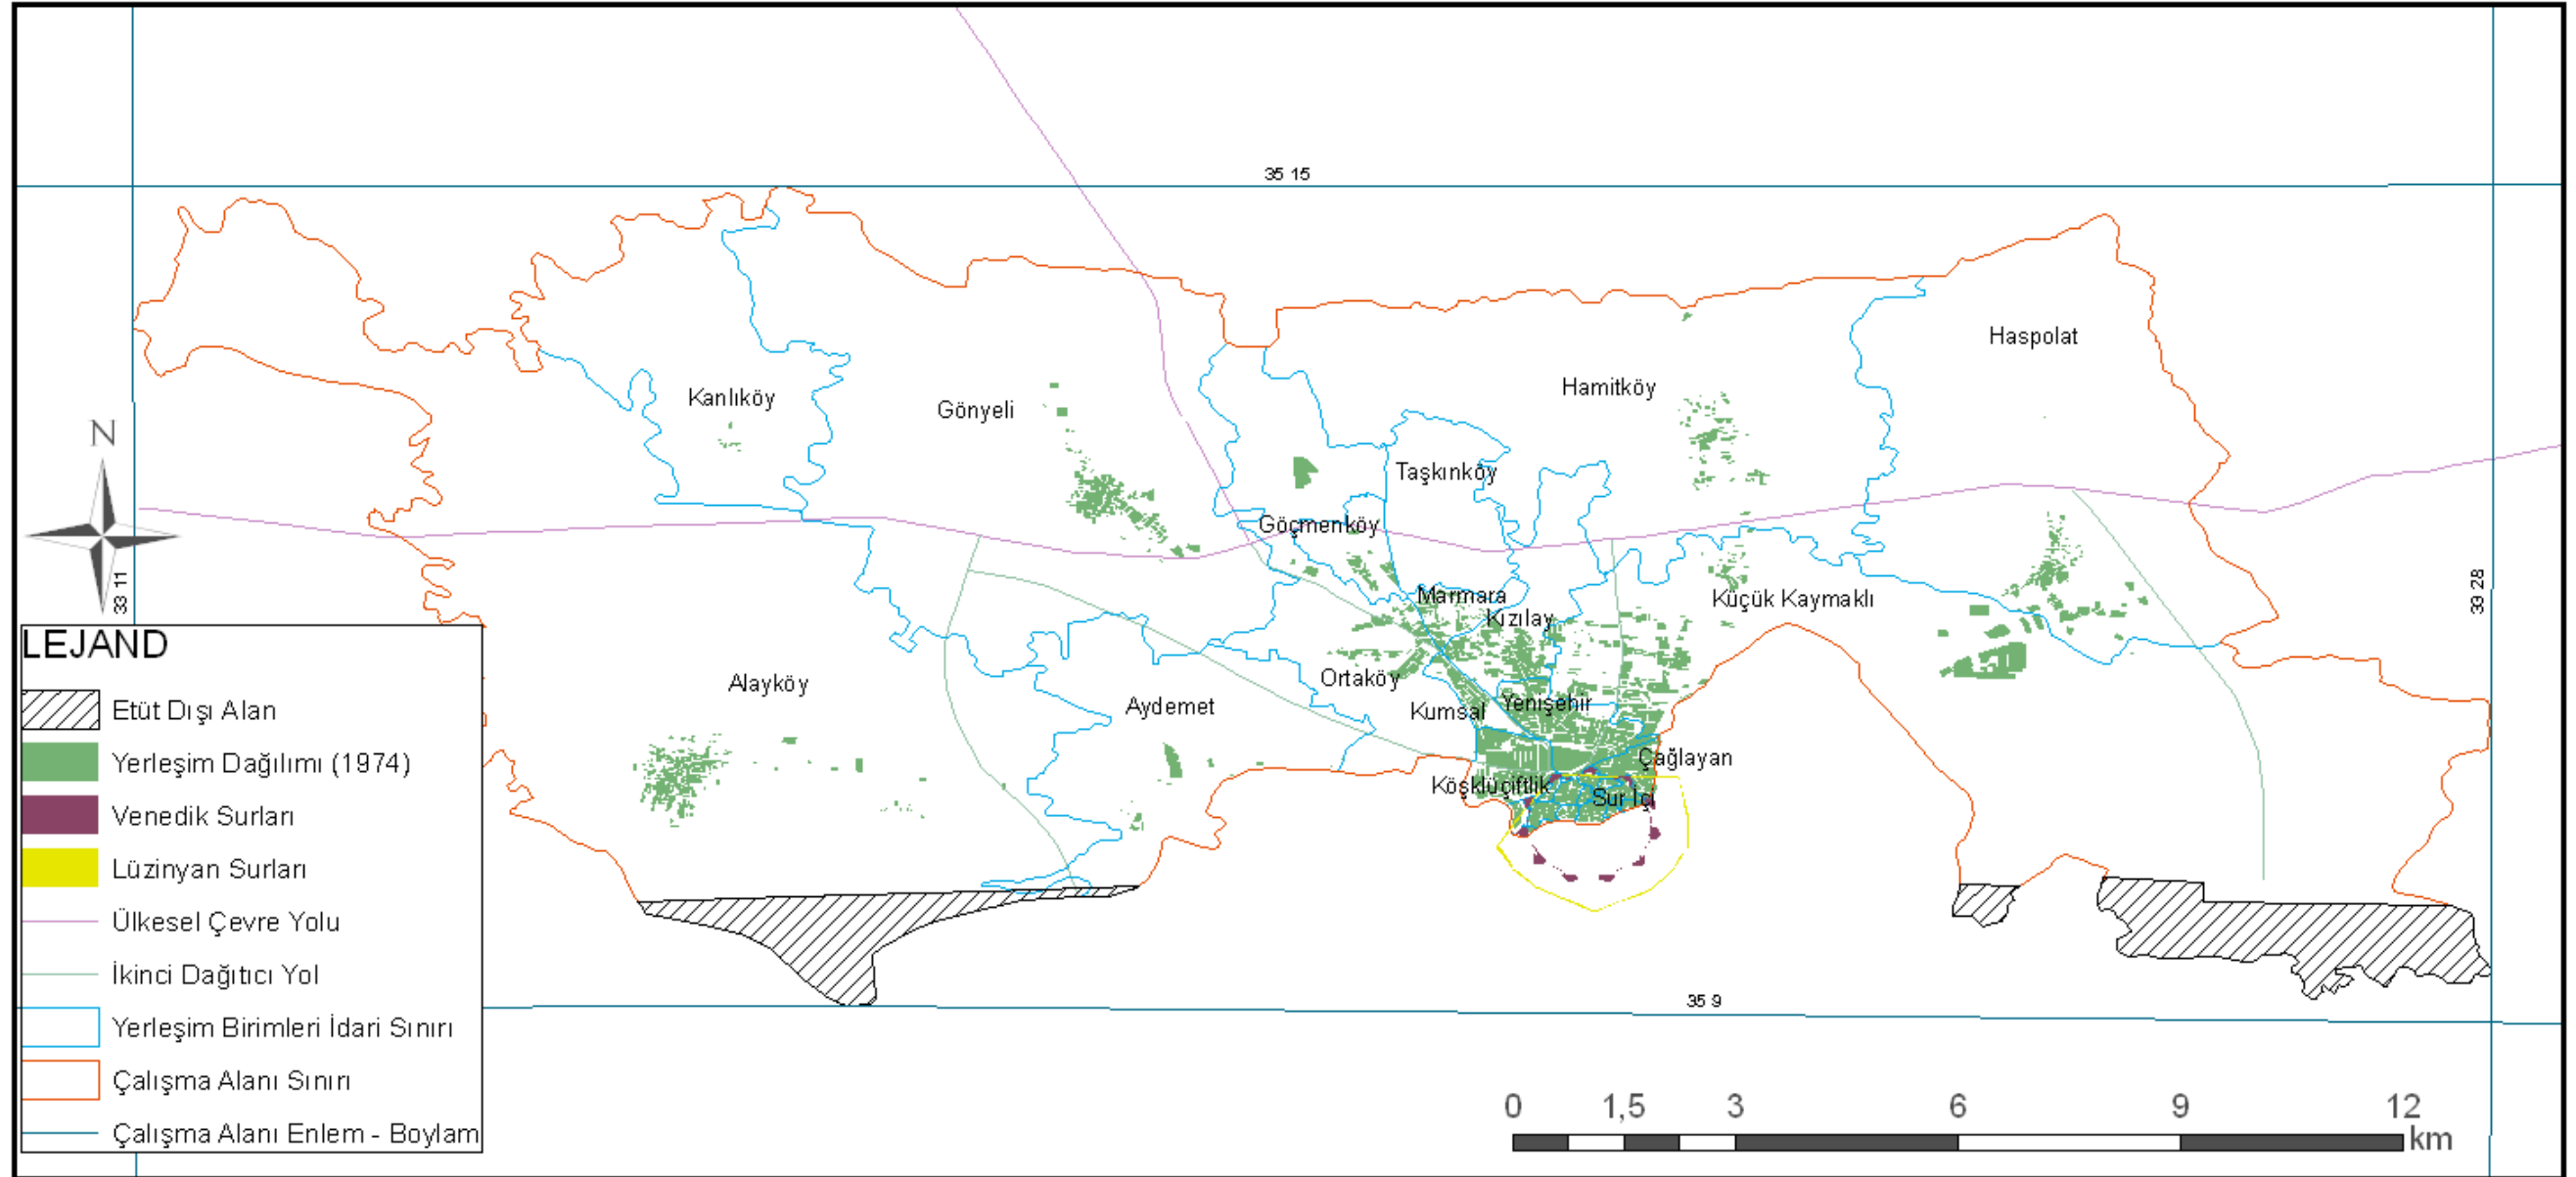 35 15
Haspolat
Hamitköy
Kanlıköy
Gönyeli
N
Taşkınköy
Göçmenköy
33 11
33 28
Marmara
Küçük Kaymaklı
Kızılay
LEJAND
Etüt Dışı Alan
Yerleşim Dağılımı (1974)
Venedik Surları
Lüzinyan Surları
Ülkesel Çevre Yolu
İkinci Dağıtıcı Yol
Yerleşim Birimleri İdari Sınırı
Çalışma Alanı Sınırı
Çalışma Alanı Enlem - Boylam
Alayköy
Ortaköy
Aydemet
Kumsal
Yenişehir
Çağlayan
Köşklüçiftlik
Sur İçi
35 9
0 1,5 3 6 9 12
km